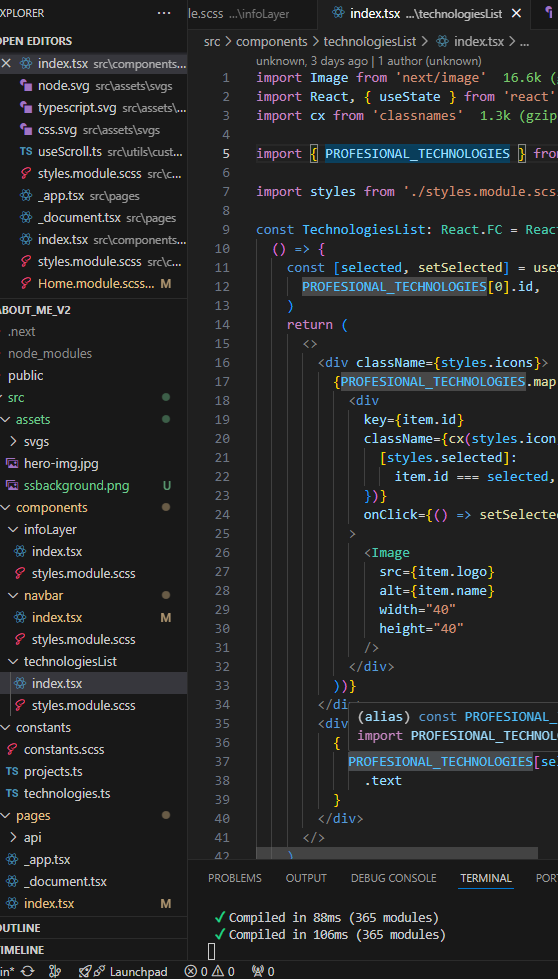 EXPLORER
OPEN EDITORS
index.tsx src\components...
node.svg src\assets\svgs
typescript.svg src\assets\...
css.svg src\assets\svgs
TS useScroll.ts src\utils\cust...
styles.module.scss src\c...
_app.tsx src\pages
_document.tsx src\pages
index.tsx src\components...
styles.module.scss src\c...
Home.module.scss... M
ABOUT_ME_V2
.next
node_modules
public
src
assets
svgs
hero-img.jpg
ssbackground.png U
components
infoLayer
index.tsx
styles.module.scss
navbar
index.tsx M
styles.module.scss
technologiesList
index.tsx
styles.module.scss
constants
constants.scss
TS projects.ts
TS technologies.ts
pages
api
_app.tsx
_document.tsx
index.tsx M
OUTLINE
TIMELINE
le.scss ...\infoLayer
index.tsx ...\technologiesList
src > components > technologiesList > index.tsx > ...
unknown, 3 days ago | 1 author (unknown)
1 import Image from 'next/image' 16.6k (
2 import React, { useState } from 'react'
3 import cx from 'classnames' 1.3k (gzip
4
5 import { PROFESIONAL_TECHNOLOGIES } from
6
7 import styles from './styles.module.scs
8
9 const TechnologiesList: React.FC = Reac
10 () => {
11 const [selected, setSelected] = use
12 PROFESIONAL_TECHNOLOGIES[0].id,
13 )
14 return (
15 <>
16 <div className={styles.icons}>
17 {PROFESIONAL_TECHNOLOGIES.map
18 <div
19 key={item.id}
20 className={cx(styles.icon
21 [styles.selected]:
22 item.id === selected,
23 })}
24 onClick={() => setSelecte
25 >
26 <Image
27 src={item.logo}
28 alt={item.name}
29 width="40"
30 height="40"
31 />
32 </div>
33 ))}
34 </di
35 <div
36 {
37 PROFESIONAL_TECHNOLOGIES[se
38 .text
39 }
40 </div>
41 </>
42 )
(alias) const PROFESIONAL_
import PROFESIONAL_TECHNOL
PROBLEMS OUTPUT DEBUG CONSOLE TERMINAL POR
✓ Compiled in 88ms (365 modules)
✓ Compiled in 106ms (365 modules)
in* Launchpad 0 0 0